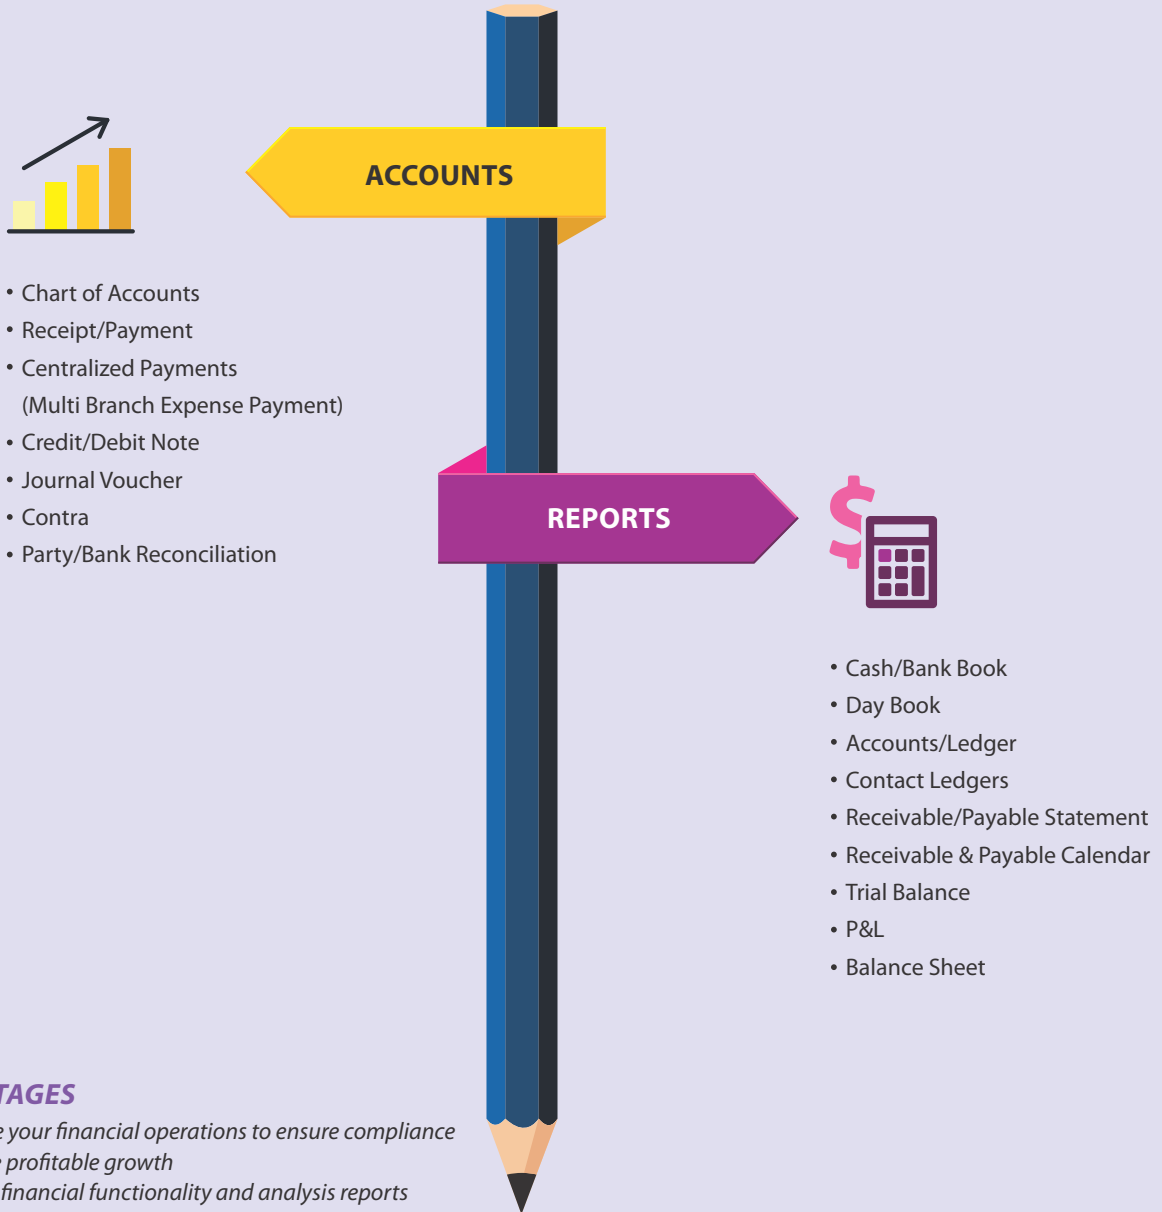 ACCOUNTS
• Chart of Accounts
• Receipt/Payment
• Centralized Payments
(Multi Branch Expense Payment)
• Credit/Debit Note
• Journal Voucher
• Contra
• Party/Bank Reconciliation
REPORTS
$
• Cash/Bank Book
• Day Book
• Accounts/Ledger
• Contact Ledgers
• Receivable/Payable Statement
• Receivable & Payable Calendar
• Trial Balance
• P&L
• Balance Sheet
TAGES
your financial operations to ensure compliance
profitable growth
financial functionality and analysis reports